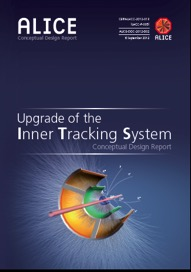 ALICE
Conceptual Design Report
ALICE
Upgrade of the
Inner Tracking System
Conceptual Design Report